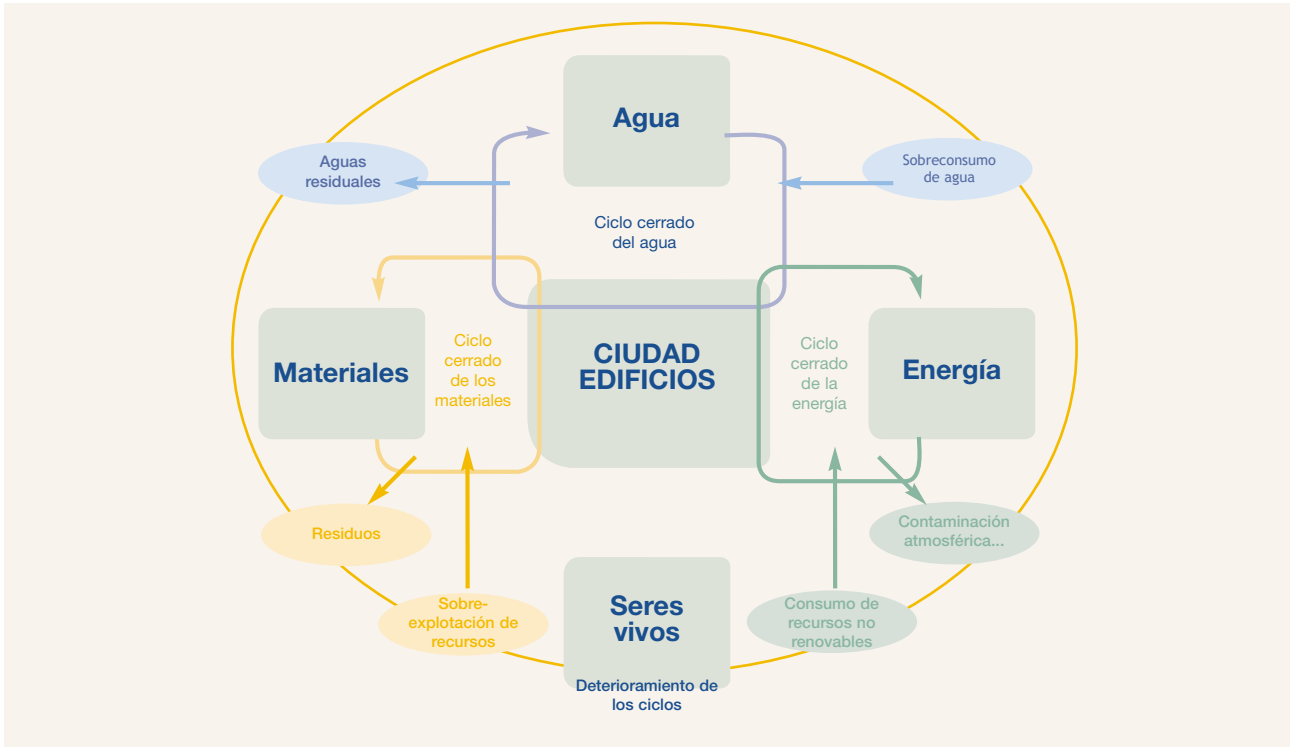 Agua
Aguas
residuales
Sobreconsumo
de agua
Ciclo cerrado
del agua
Materiales
Ciclo
cerrado
de los
materiales
CIUDAD
EDIFICIOS
Ciclo
cerrado
de la
energía
Energía
Residuos
Contaminación
atmosférica...
Sobre-
explotación de
recursos
Seres
vivos
Consumo de
recursos no
renovables
Deterioramiento de
los ciclos